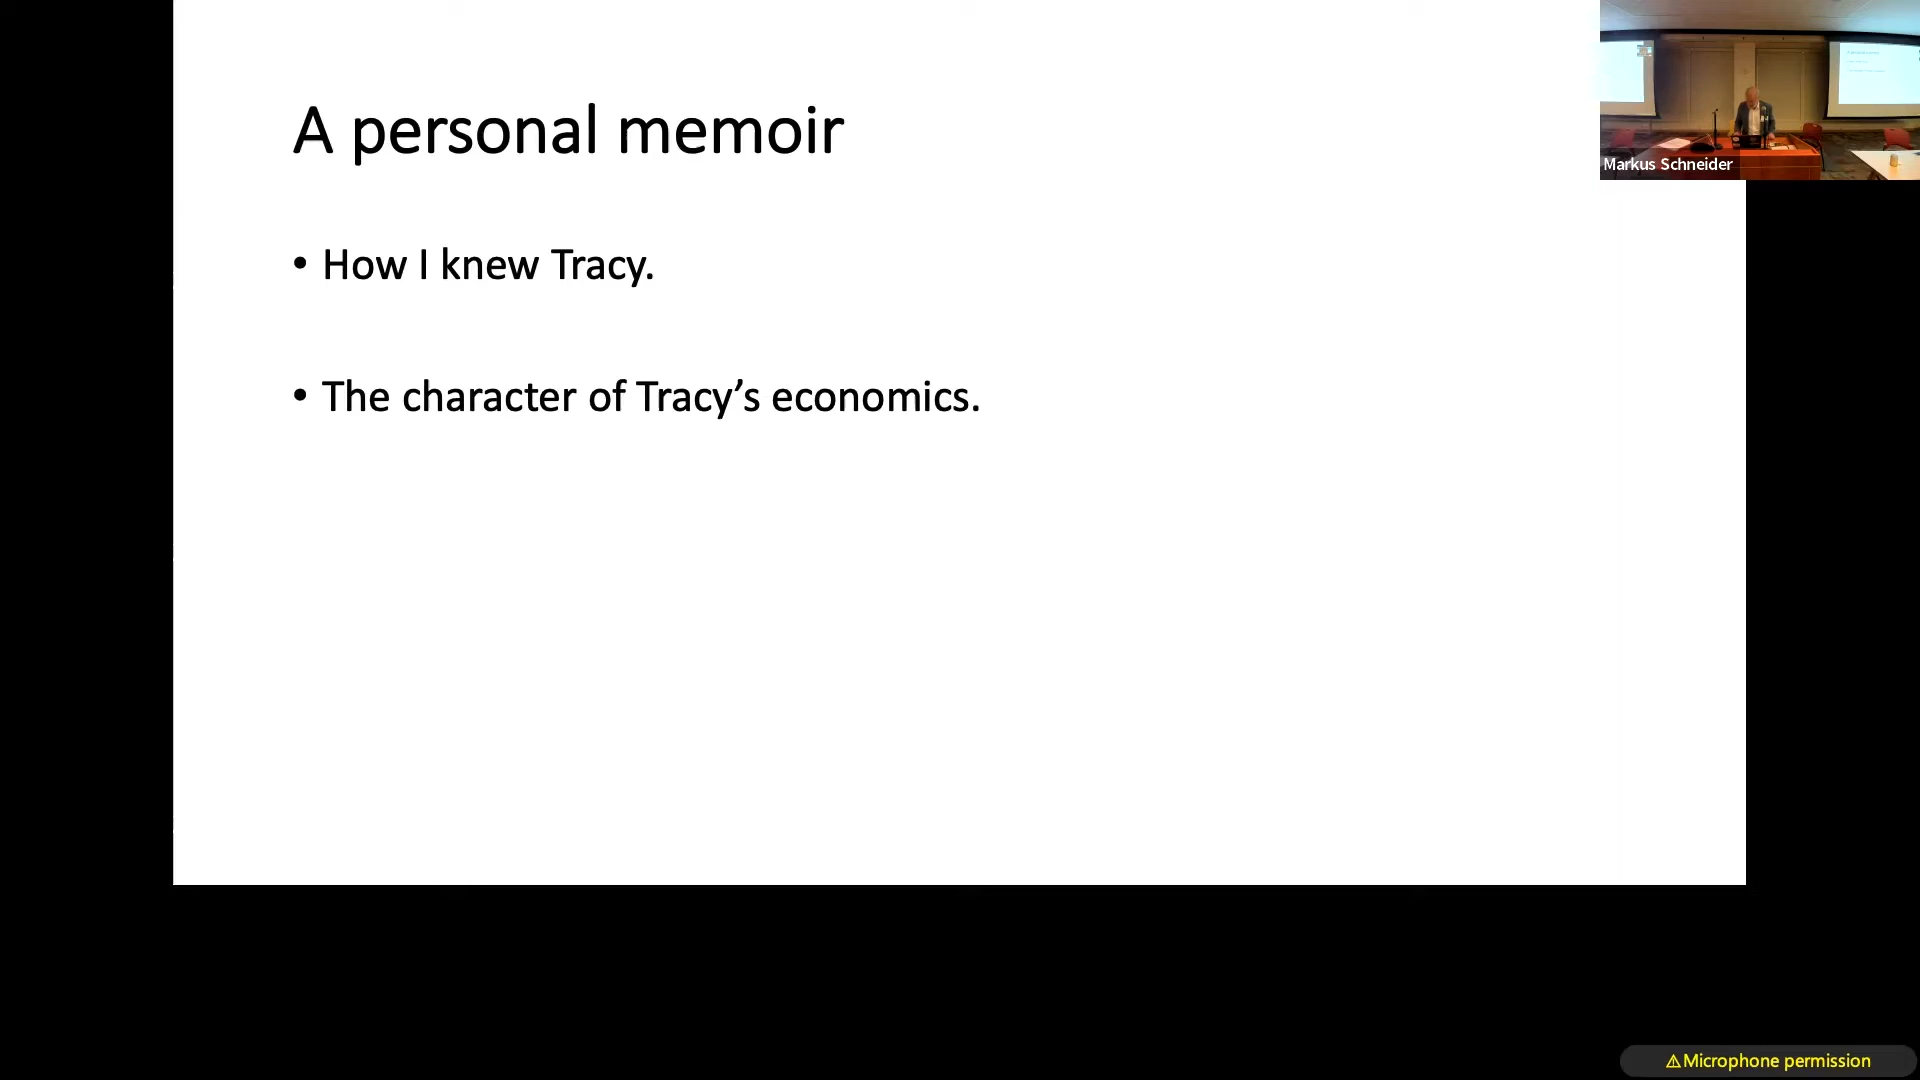 A personal memoir
• How I knew Tracy.
• The character of Tracy’s economics.
Markus Schneider
⚠Microphone permission